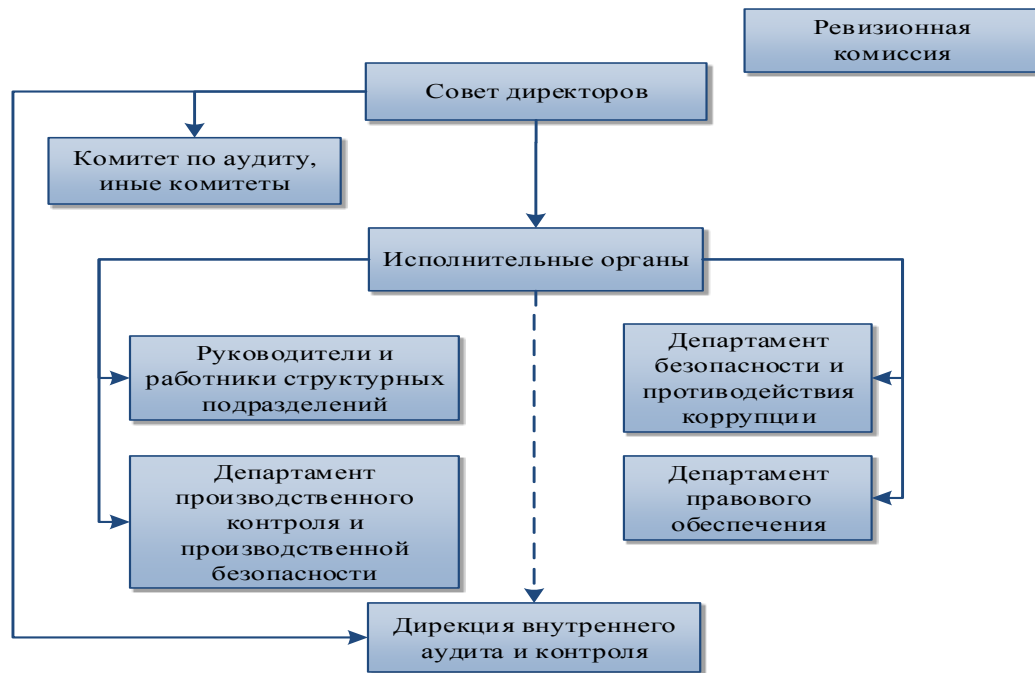 Ревизионная
комиссия
Совет директоров
Комитет по аудиту,
иные комитеты
Исполнительные органы
Руководители и
работники структурных
подразделений
Департамент
безопасности и
противодействия
коррупции
Департамент
производственного
контроля и
производственной
безопасности
Департамент
правового
обеспечения
Дирекция внутреннего
аудита и контроля